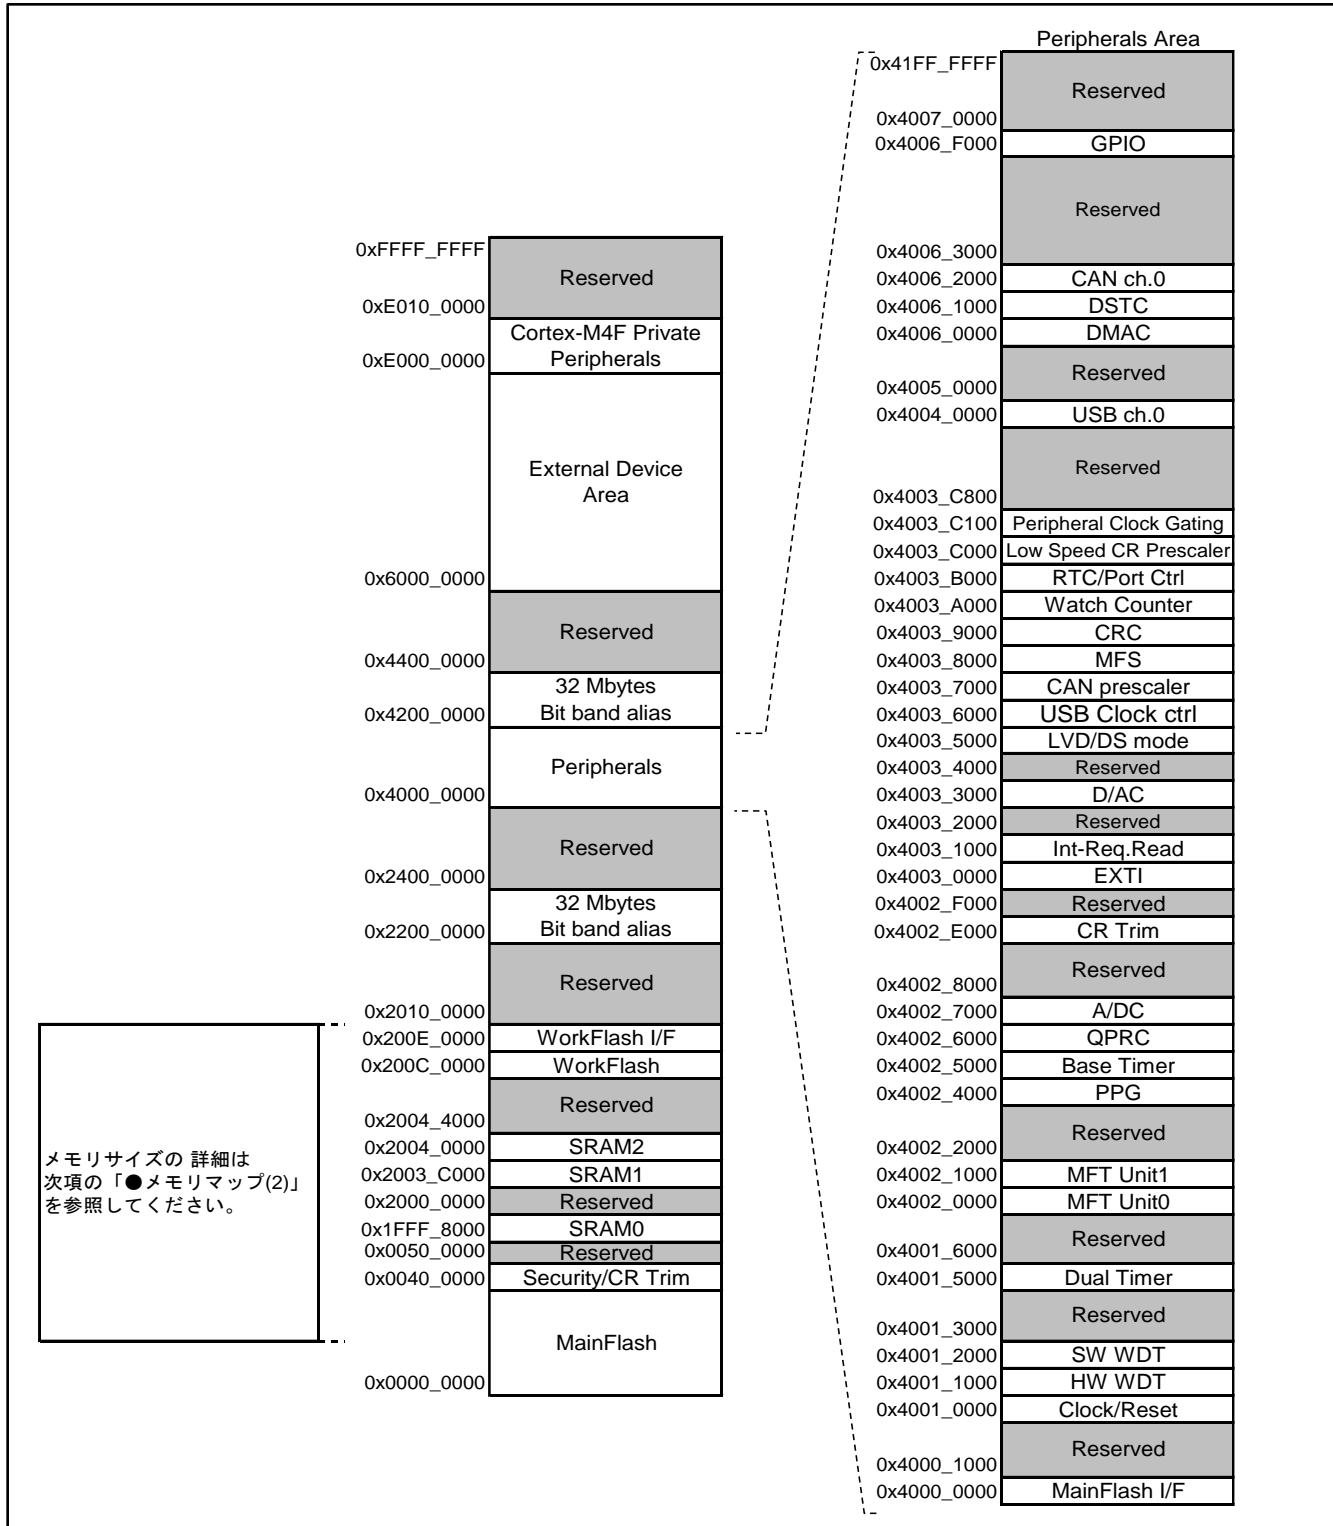 Peripherals Area
0x41FF_FFFF
Reserved
0x4007_0000
0x4006_F000 GPIO
Reserved
0x4006_3000
0x4006_2000 CAN ch.0
0x4006_1000 DSTC
0x4006_0000 DMAC
Reserved
0x4005_0000
0x4004_0000 USB ch.0
Reserved
0x4003_C800
0x4003_C100 Peripheral Clock Gating
0x4003_C000 Low Speed CR Prescaler
0x4003_B000 RTC/Port Ctrl
0x4003_A000 Watch Counter
0x4003_9000 CRC
0x4003_8000 MFS
0x4003_7000 CAN prescaler
0x4003_6000 USB Clock ctrl
0x4003_5000 LVD/DS mode
0x4003_4000 Reserved
0x4003_3000 D/AC
0x4003_2000 Reserved
0x4003_1000 Int-Req.Read
0x4003_0000 EXTI
0x4002_F000 Reserved
0x4002_E000 CR Trim
Reserved
0x4002_8000
0x4002_7000 A/DC
0x4002_6000 QPRC
0x4002_5000 Base Timer
0x4002_4000 PPG
Reserved
0x4002_2000
0x4002_1000 MFT Unit1
0x4002_0000 MFT Unit0
Reserved
0x4001_6000
0x4001_5000 Dual Timer
Reserved
0x4001_3000
0x4001_2000 SW WDT
0x4001_1000 HW WDT
0x4001_0000 Clock/Reset
Reserved
0x4000_1000
0x4000_0000 MainFlash I/F
0xFFFF_FFFF
Reserved
0xE010_0000
Cortex-M4F Private
0xE000_0000 Peripherals
External Device
Area
0x6000_0000
Reserved
0x4400_0000
32 Mbytes
0x4200_0000 Bit band alias
Peripherals
0x4000_0000
Reserved
0x2400_0000
32 Mbytes
0x2200_0000 Bit band alias
Reserved
0x2010_0000
0x200E_0000 WorkFlash I/F
0x200C_0000 WorkFlash
Reserved
0x2004_4000
0x2004_0000 SRAM2
0x2003_C000 SRAM1
0x2000_0000 Reserved
0x1FFF_8000 SRAM0
0x0050_0000 Reserved
0x0040_0000 Security/CR Trim
MainFlash
0x0000_0000
メモリサイズの 詳細は
次項の「●メモリマップ(2)」
を参照してください。